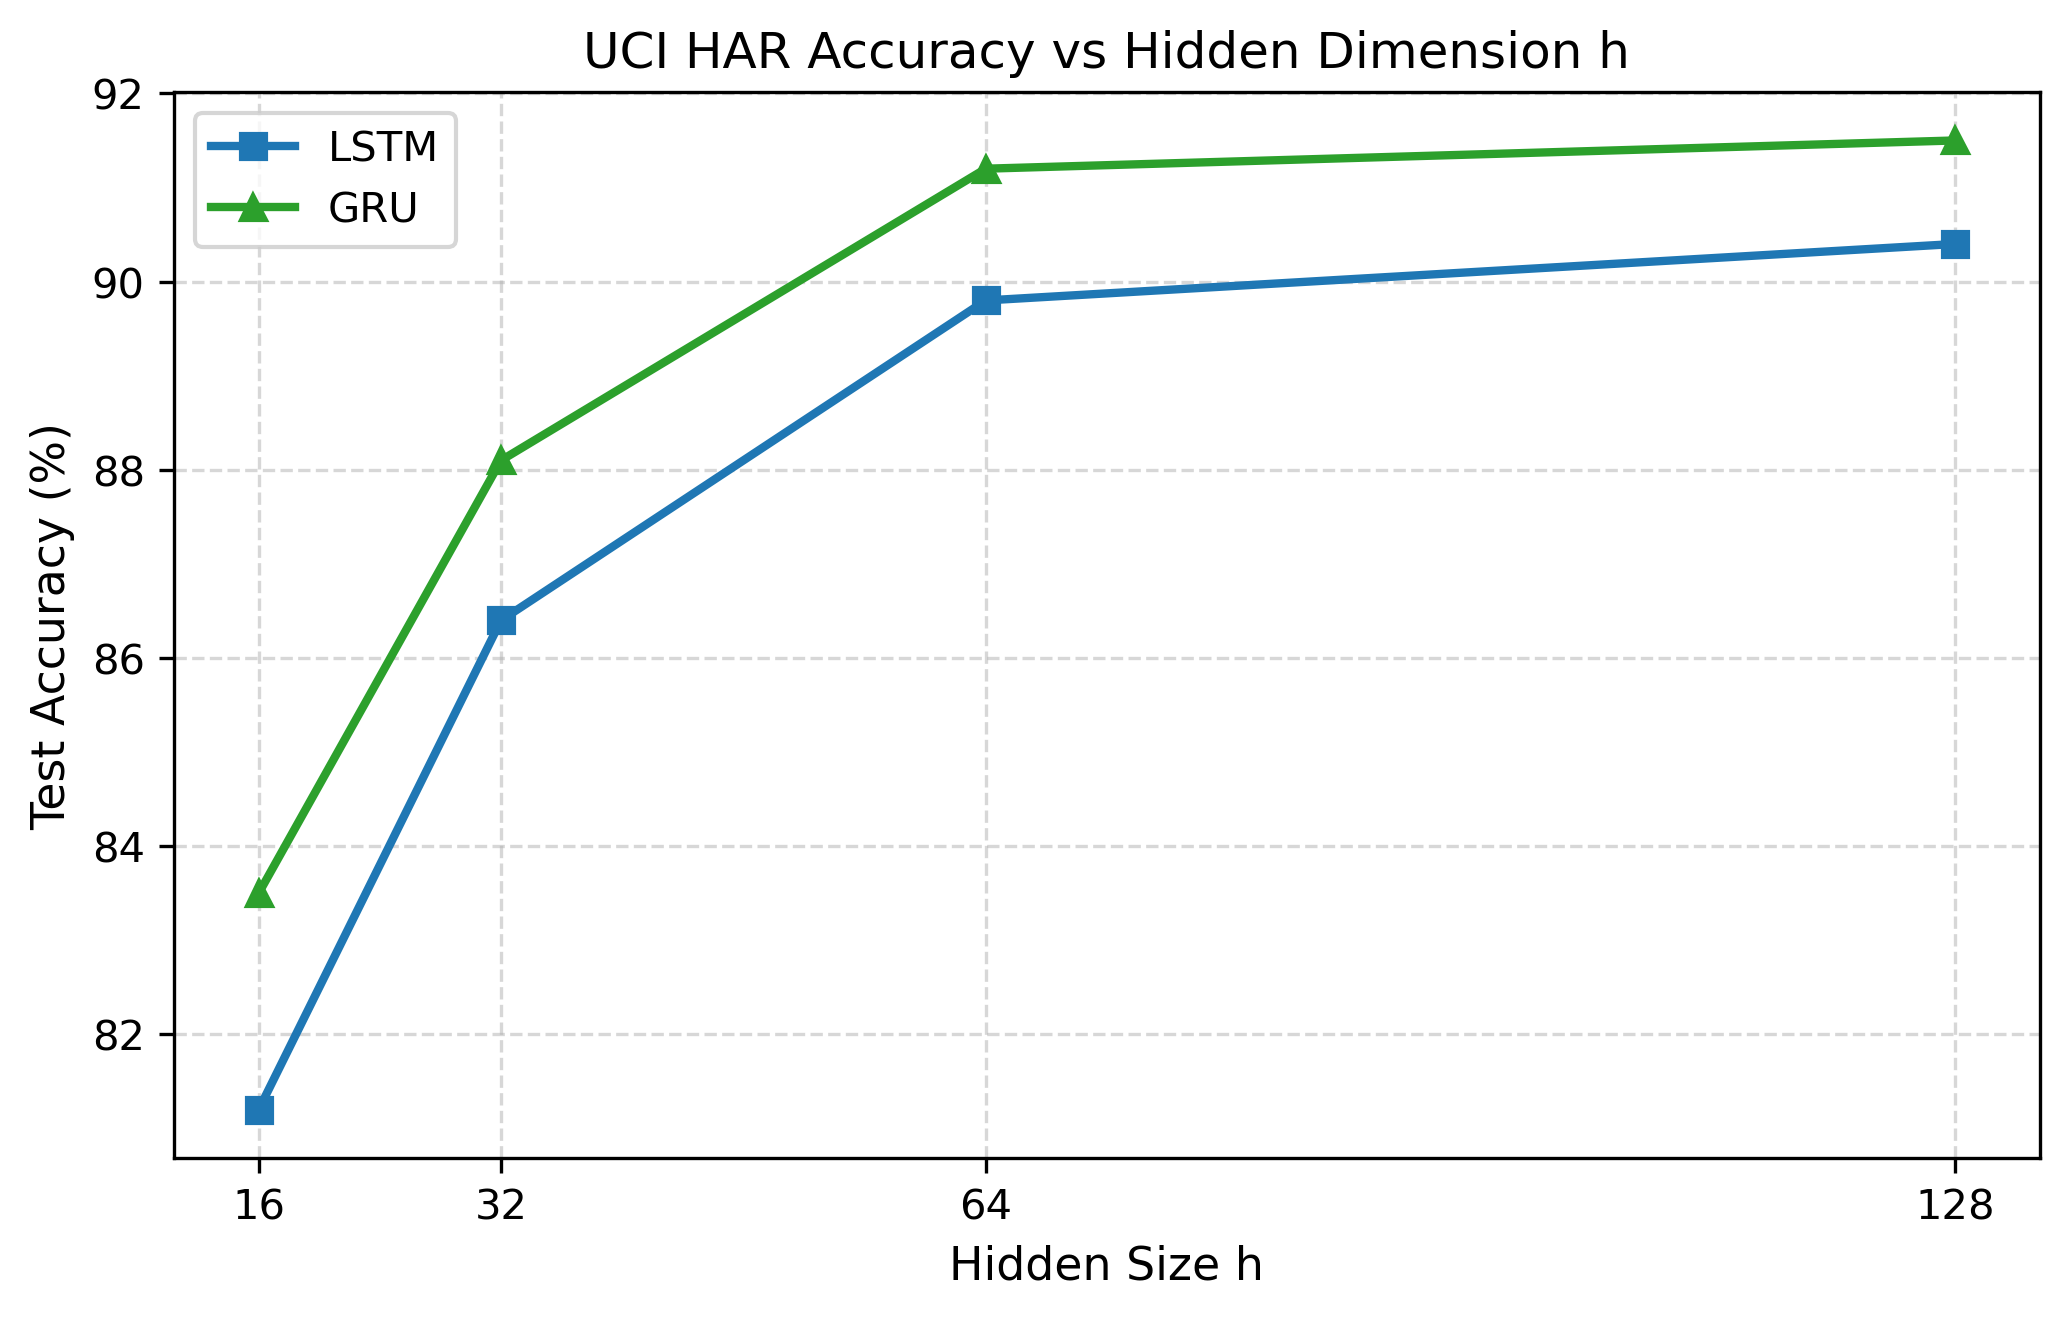 UCI HAR Accuracy vs Hidden Dimension h
LSTM
GRU
Test Accuracy (%)
92
90
88
86
84
82
16 32 64 128
Hidden Size h